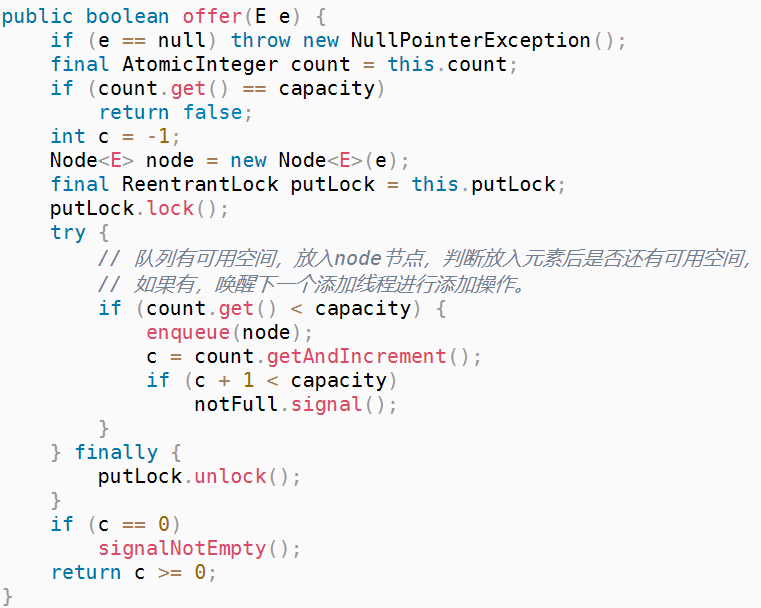 public boolean offer(E e) {
    if (e == null) throw new NullPointerException();
    final AtomicInteger count = this.count;
    if (count.get() == capacity)
        return false;
    int c = -1;
    Node<E> node = new Node<E>(e);
    final ReentrantLock putLock = this.putLock;
    putLock.lock();
    try {
        // 队列有可用空间，放入node节点，判断放入元素后是否还有可用空间，
        // 如果有，唤醒下一个添加线程进行添加操作。
        if (count.get() < capacity) {
            enqueue(node);
            c = count.getAndIncrement();
            if (c + 1 < capacity)
                notFull.signal();
        }
    } finally {
        putLock.unlock();
    }
    if (c == 0)
        signalNotEmpty();
    return c >= 0;
}